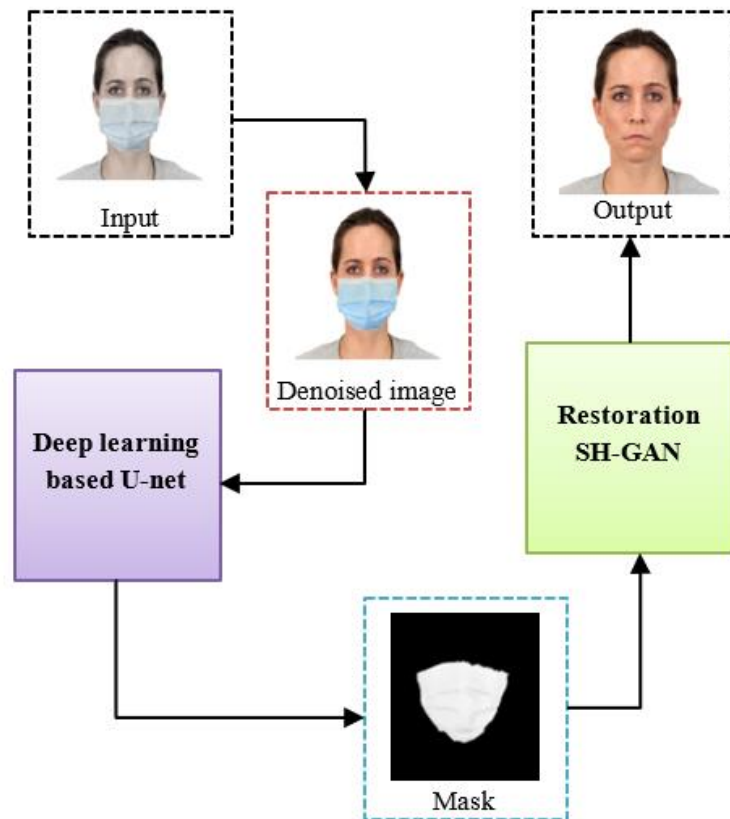 Input
Output
Denoised image
Deep learning
based U-net
Restoration
SH-GAN
Mask